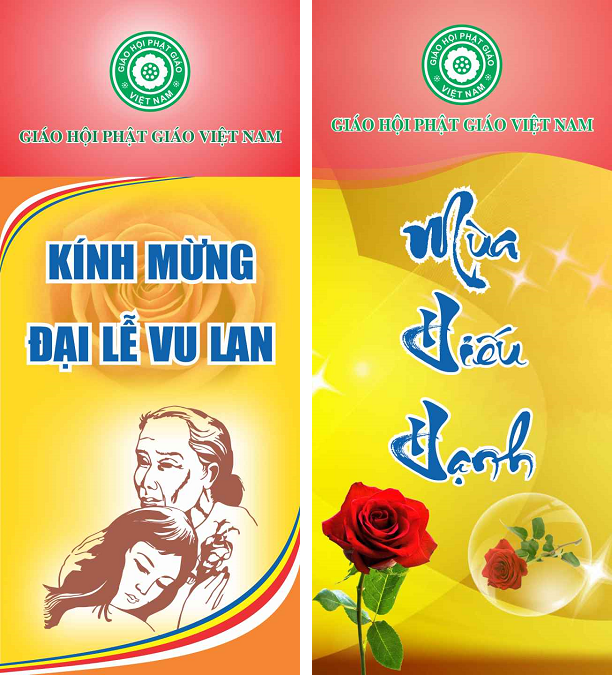 GIÁO HỘI PHẬT GIÁO
VIỆT NAM
GIÁO HỘI PHẬT GIÁO VIỆT NAM
KÍNH MỪNG
ĐẠI LỄ VU LAN
GIÁO HỘI PHẬT GIÁO
VIỆT NAM
GIÁO HỘI PHẬT GIÁO VIỆT NAM
Mùa
Hiếu
Hạnh